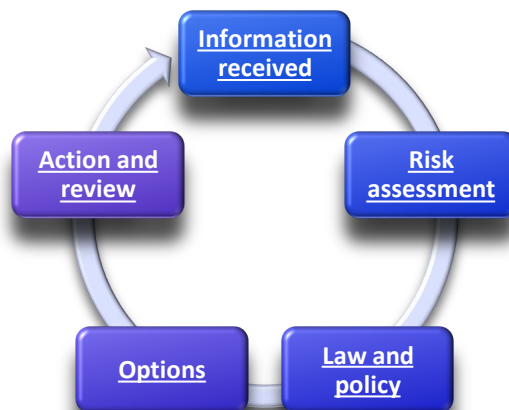 Information
received
Risk
assessment
Law and
policy
Options
Action and
review